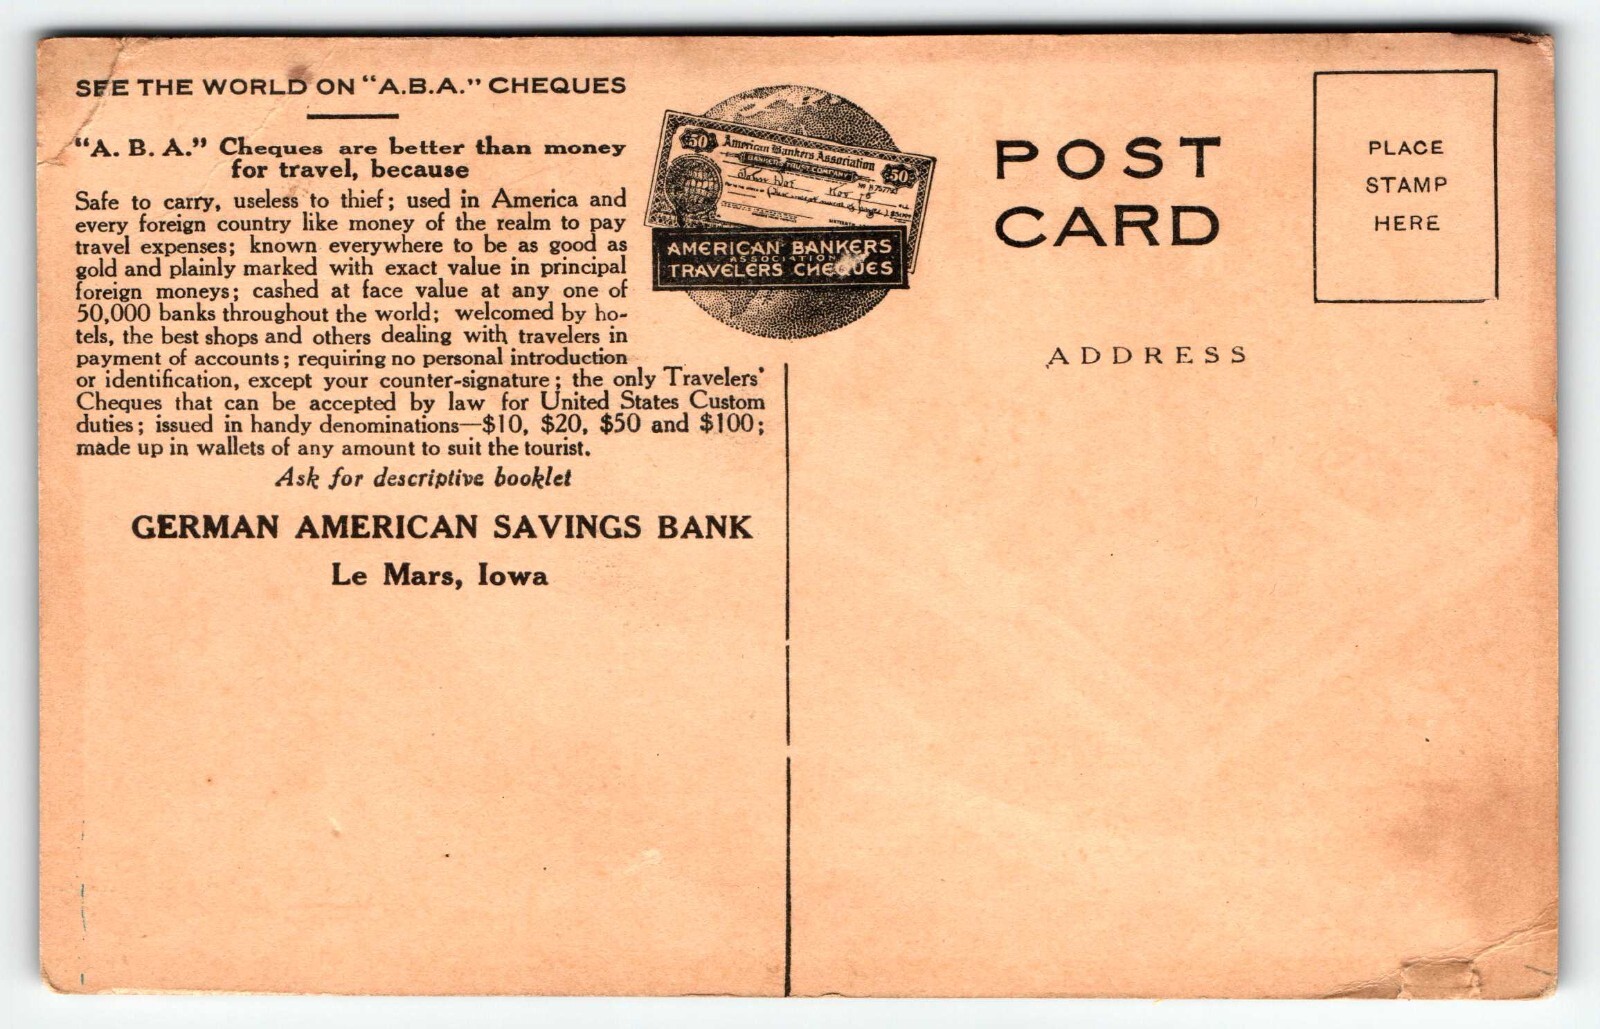 SEE THE WORLD ON "A.B.A." CHEQUES
"A. B. A." Cheques are better than money
for travel, because
Safe to carry, useless to thief; used in America and
every foreign country like money of the realm to pay
travel expenses; known everywhere to be as good as
gold and plainly marked with exact value in principal
foreign moneys; cashed at face value at any one of
50,000 banks throughout the world; welcomed by ho-
tels, the best shops and others dealing with travelers in
payment of accounts; requiring no personal introduction
or identification, except your counter-signature; the only Travelers'
Cheques that can be accepted by law for United States Custom
duties; issued in handy denominations—$10, $20, $50 and $100;
made up in wallets of any amount to suit the tourist.
Ask for descriptive booklet
GERMAN AMERICAN SAVINGS BANK
Le Mars, Iowa
50
American Bankers Association
BANKERS TRUST COMPANY
50
John Doe
AMERICAN BANKERS
ASSOCIATION
TRAVELERS CHEQUES
POST
CARD
ADDRESS
PLACE
STAMP
HERE